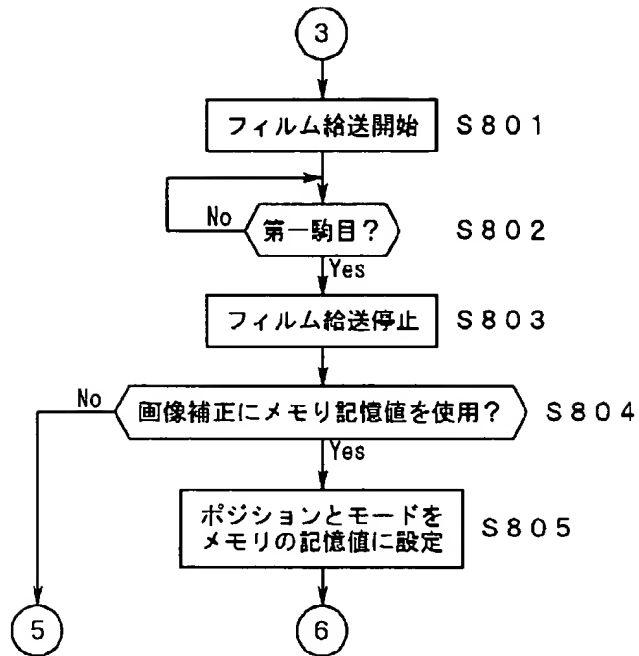 3
フィルム給送開始 S801
No
第一駒目? S802
Yes
フィルム給送停止 S803
No
画像補正にメモリ記憶値を使用? S804
Yes
ポジションとモードを
メモリの記憶値に設定 S805
5
6